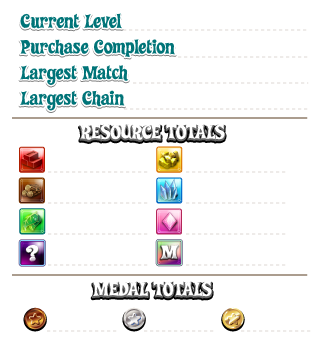 Current Level
Purchase Completion
Largest Match
Largest Chain
RESOURCE TOTALS
?
M
MEDAL TOTALS